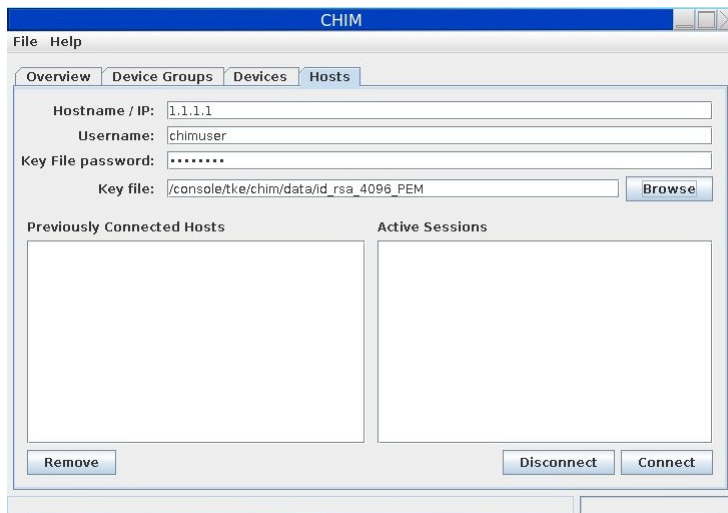 CHIM
File Help
Overview Device Groups Devices Hosts
Hostname / IP: 1.1.1.1
Username: chimuser
Key File password: ••••••••
Key file: /console/tke/chim/data/id_rsa_4096_PEM Browse
Previously Connected Hosts Active Sessions
Remove Disconnect Connect